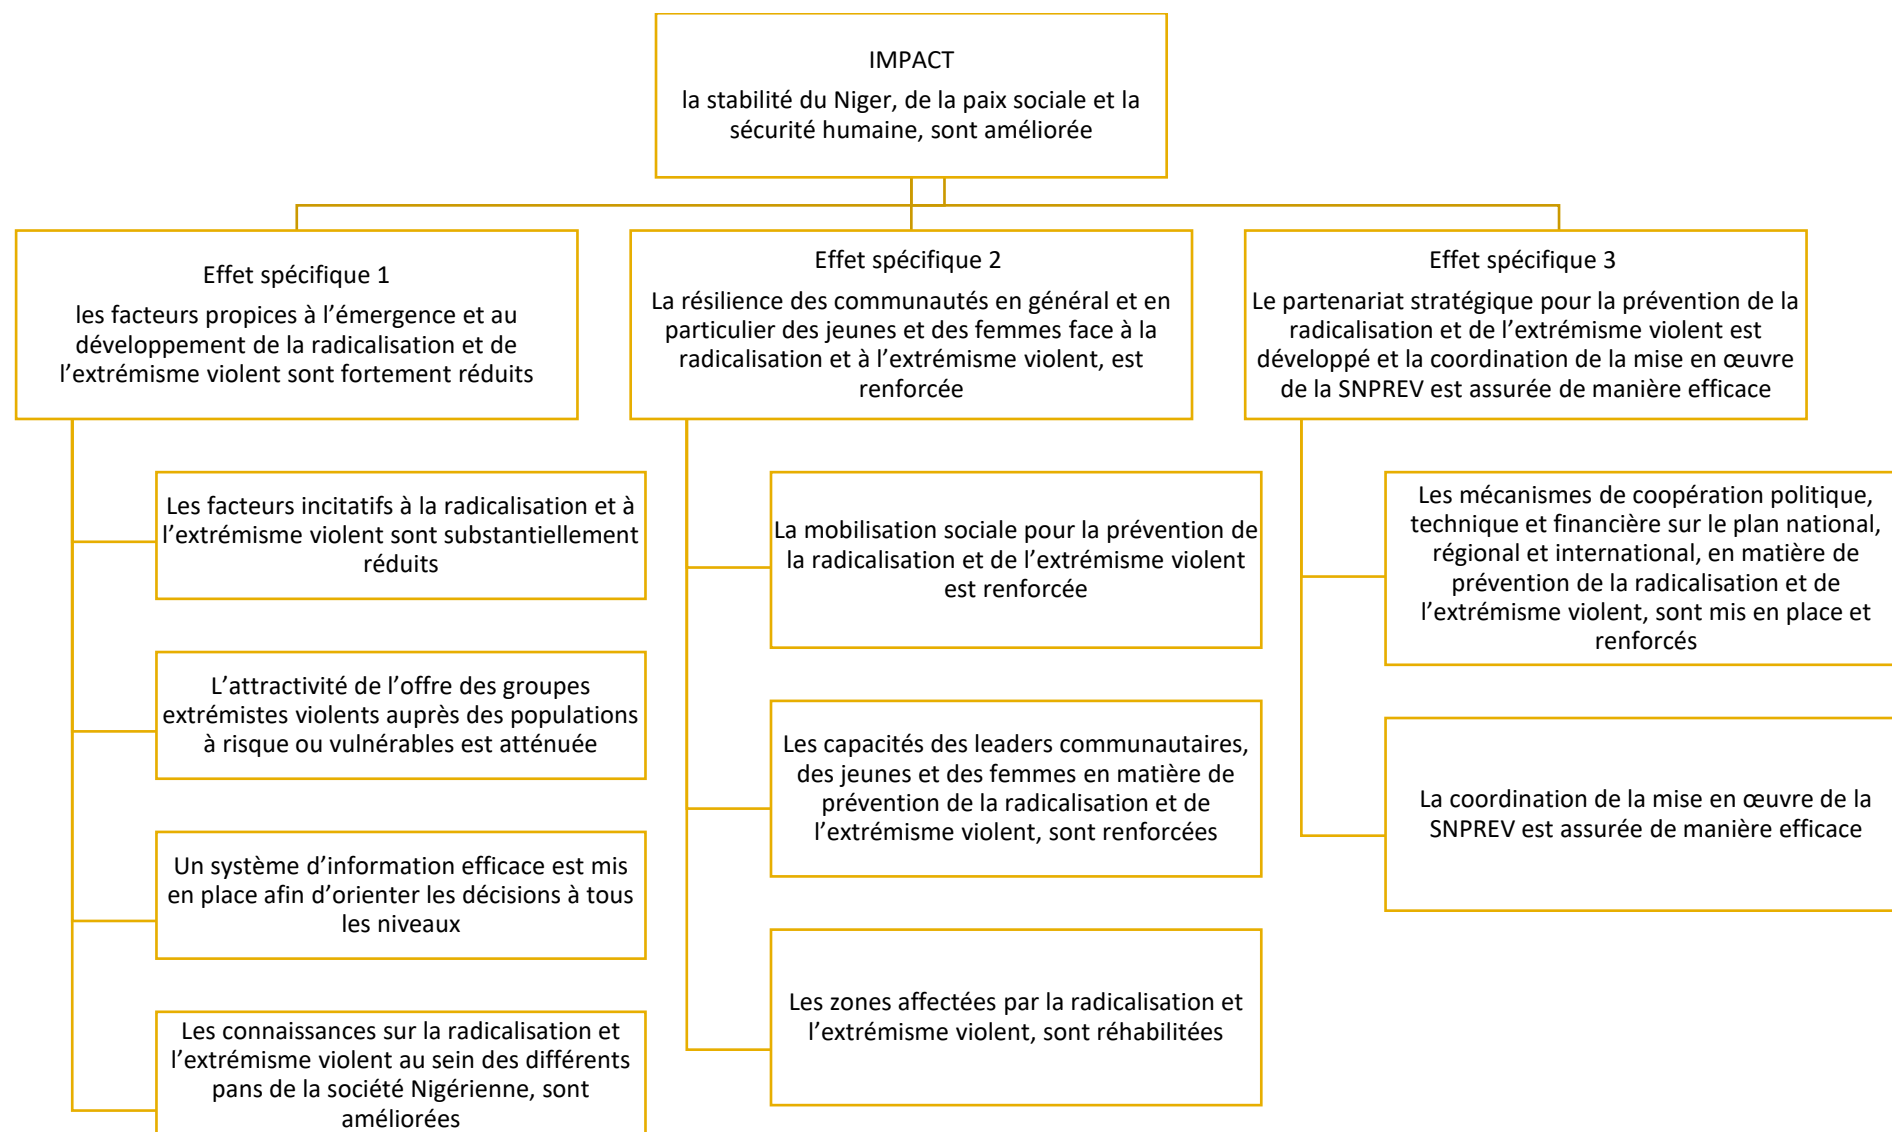 IMPACT
la stabilité du Niger, de la paix sociale et la
sécurité humaine, sont améliorée
Effet spécifique 1
les facteurs propices à l’émergence et au
développement de la radicalisation et de
l’extrémisme violent sont fortement réduits
Les facteurs incitatifs à la radicalisation et à
l’extrémisme violent sont substantiellement
réduits
L’attractivité de l’offre des groupes
extrémistes violents auprès des populations
à risque ou vulnérables est atténuée
Un système d’information efficace est mis
en place afin d’orienter les décisions à tous
les niveaux
Les connaissances sur la radicalisation et
l’extrémisme violent au sein des différents
pans de la société Nigérienne, sont
améliorées
Effet spécifique 2
La résilience des communautés en général et en
particulier des jeunes et des femmes face à la
radicalisation et à l’extrémisme violent, est
renforcée
La mobilisation sociale pour la prévention de
la radicalisation et de l’extrémisme violent
est renforcée
Les capacités des leaders communautaires,
des jeunes et des femmes en matière de
prévention de la radicalisation et de
l’extrémisme violent, sont renforcées
Les zones affectées par la radicalisation et
l’extrémisme violent, sont réhabilitées
Effet spécifique 3
Le partenariat stratégique pour la prévention de la
radicalisation et de l’extrémisme violent est
développé et la coordination de la mise en œuvre
de la SNPREV est assurée de manière efficace
Les mécanismes de coopération politique,
technique et financière sur le plan national,
régional et international, en matière de
prévention de la radicalisation et de
l’extrémisme violent, sont mis en place et
renforcés
La coordination de la mise en œuvre de la
SNPREV est assurée de manière efficace